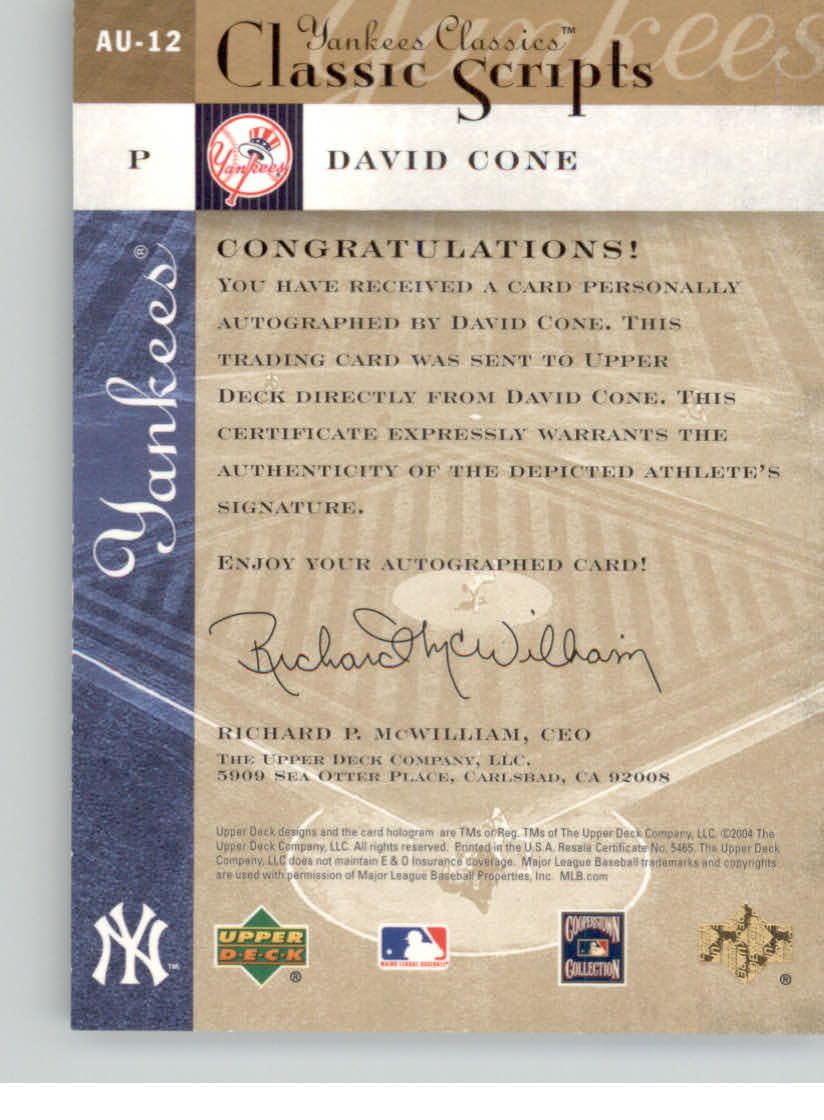 AU-12
Yankees
Yankees Classics™
Classic Scripts
P
Yankees
DAVID CONE
Yankees®
CONGRATULATIONS!
YOU HAVE RECEIVED A CARD PERSONALLY
AUTOGRAPHED BY DAVID CONE. THIS
TRADING CARD WAS SENT TO UPPER
DECK DIRECTLY FROM DAVID CONE. THIS
CERTIFICATE EXPRESSLY WARRANTS THE
AUTHENTICITY OF THE DEPICTED ATHLETE'S
SIGNATURE.
ENJOY YOUR AUTOGRAPHED CARD!
Richard P McWilliam
RICHARD P. MCWILLIAM, CEO
THE UPPER DECK COMPANY, LLC.
5909 SEA OTTER PLACE, CARLSBAD, CA 92008
Upper Deck designs and the card hologram are TMs or Reg. TMs of The Upper Deck Company, LLC. ©2004 The
Upper Deck Company, LLC. All rights reserved. Printed in the U.S.A. Resale Certificate No. 5465. The Upper Deck
Company, LLC does not maintain E & O Insurance coverage. Major League Baseball trademarks and copyrights
are used with permission of Major League Baseball Properties, Inc. MLB.com
NY™
UPPER
DECK®
MAJOR LEAGUE BASEBALL®
COOPERSTOWN
COLLECTION
®